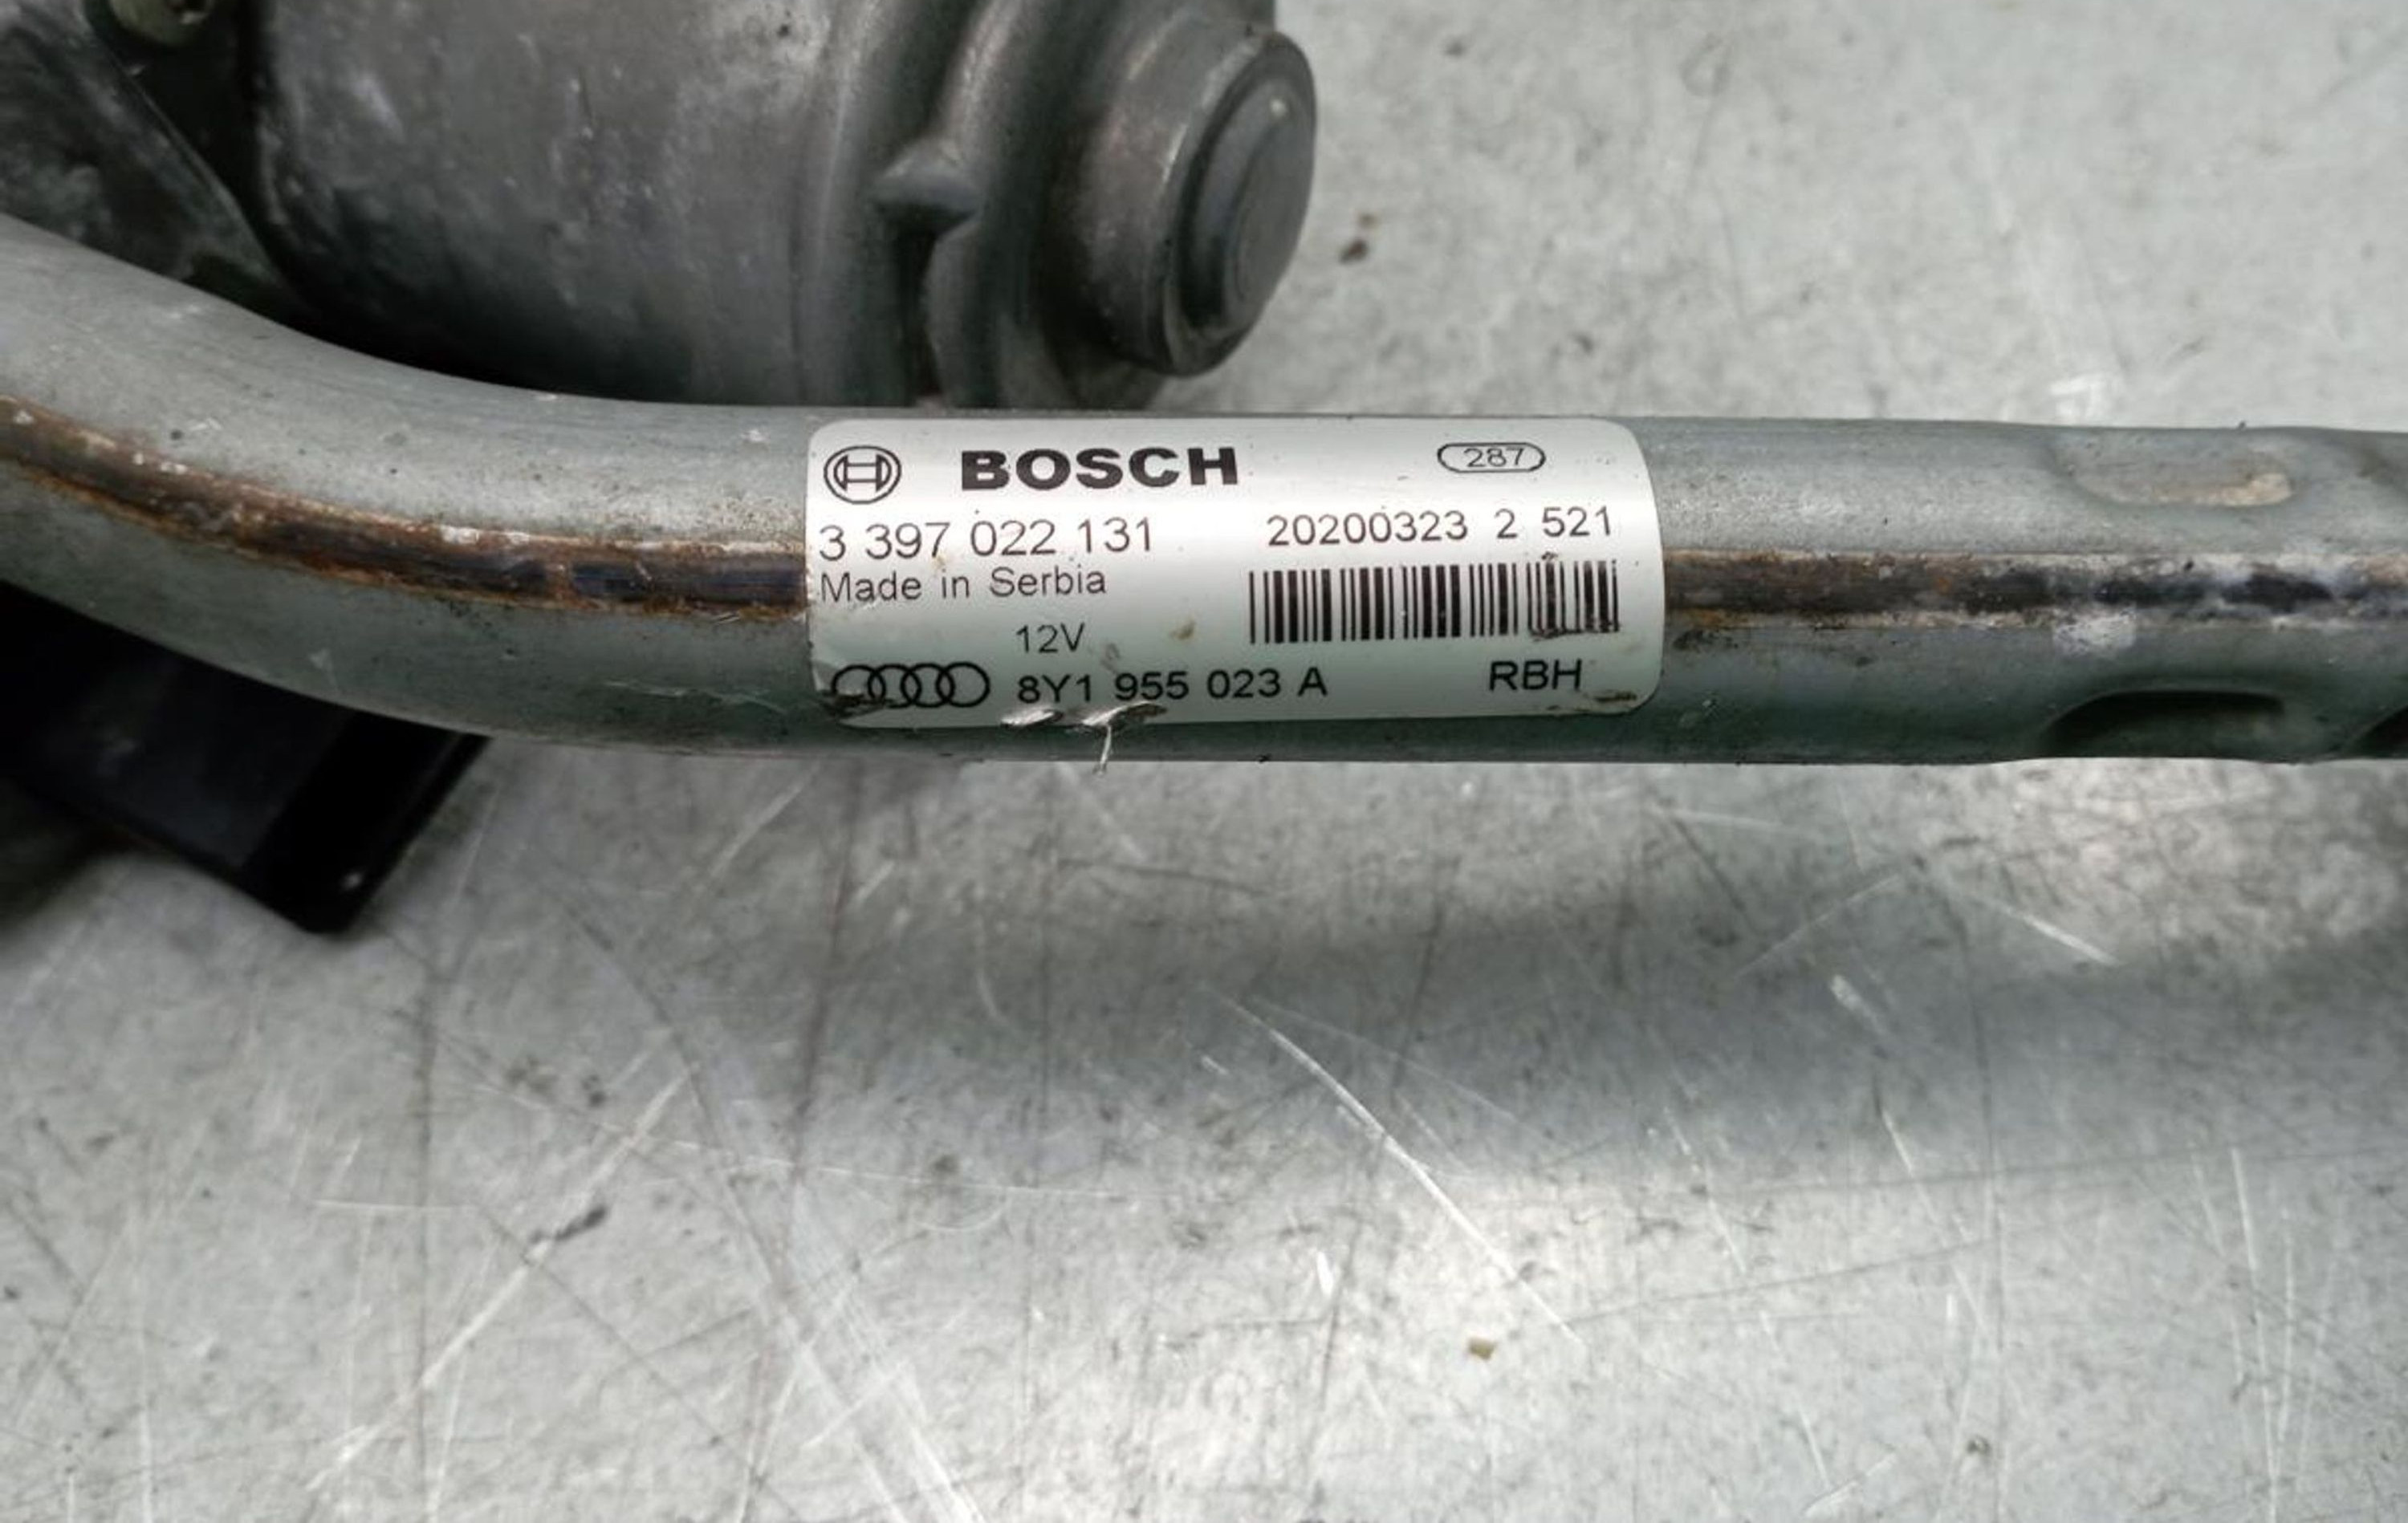 BOSCH 287
3 397 022 131 20200323 2 521
Made in Serbia
12V
8Y1 955 023 A RBH